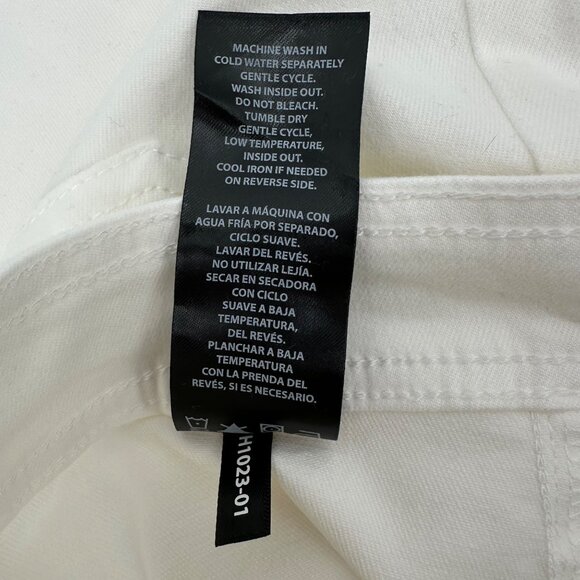 MACHINE WASH IN
COLD WATER SEPARATELY
GENTLE CYCLE.
WASH INSIDE OUT.
DO NOT BLEACH.
TUMBLE DRY
GENTLE CYCLE,
LOW TEMPERATURE,
INSIDE OUT.
COOL IRON IF NEEDED
ON REVERSE SIDE.
LAVAR A MÁQUINA CON
AGUA FRÍA POR SEPARADO,
CICLO SUAVE.
LAVAR DEL REVÉS.
NO UTILIZAR LEJÍA.
SECAR EN SECADORA
CON CICLO
SUAVE A BAJA
TEMPERATURA,
DEL REVÉS.
PLANCHAR A BAJA
TEMPERATURA
CON LA PRENDA DEL
REVÉS, SI ES NECESARIO.
H1023-01